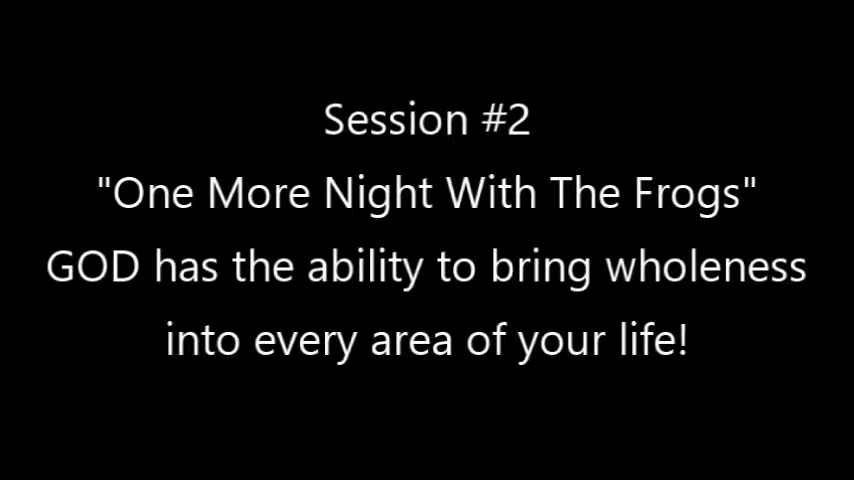 Session #2
"One More Night With The Frogs"
GOD has the ability to bring wholeness
into every area of your life!